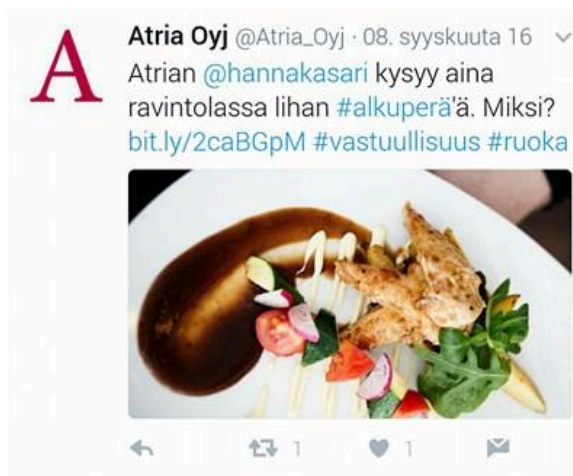 A
Atria Oyj @Atria_Oyj · 08. syyskuuta 16
Atrian @hannakasari kysyy aina
ravintolassa lihan #alkuperä'ä. Miksi?
bit.ly/2caBGpM #vastuullisuus #ruoka
1 1